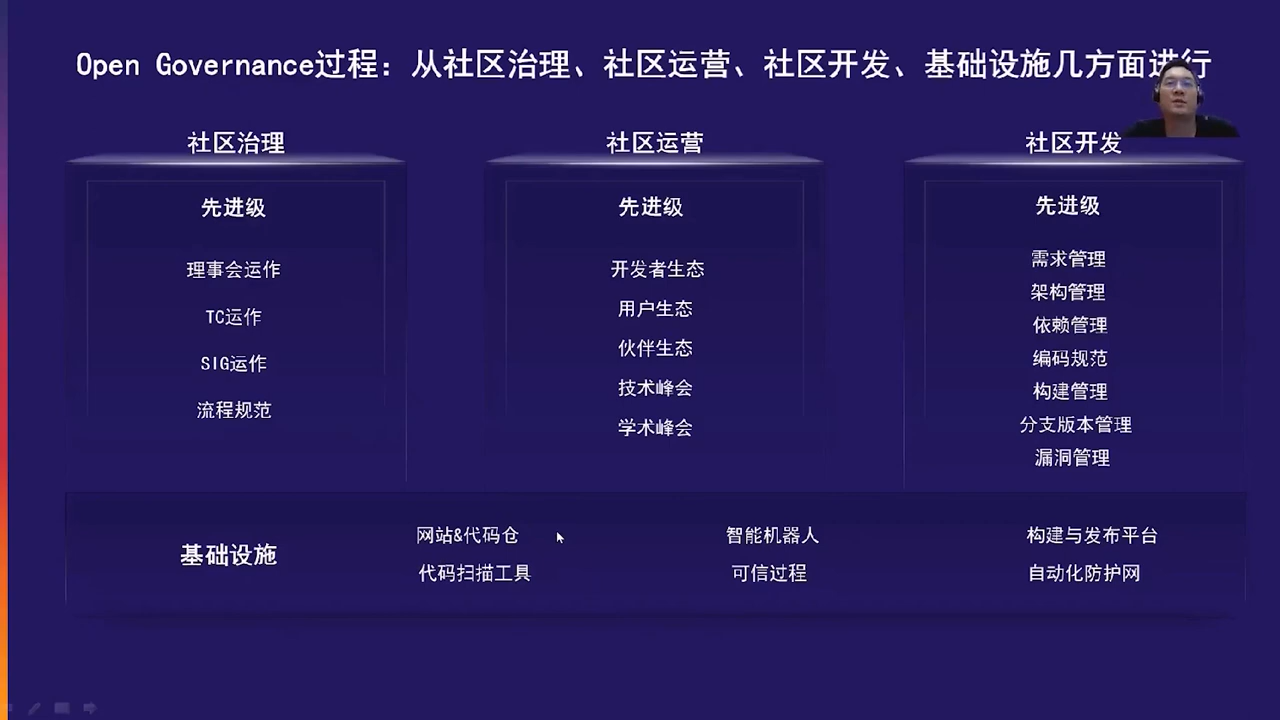 Open Governance过程：从社区治理、社区运营、社区开发、基础设施几方面进行
社区治理
先进级
理事会运作
TC运作
SIG运作
流程规范
社区运营
先进级
开发者生态
用户生态
伙伴生态
技术峰会
学术峰会
社区开发
先进级
需求管理
架构管理
依赖管理
编码规范
构建管理
分支版本管理
漏洞管理
基础设施
网站&代码仓
代码扫描工具
智能机器人
可信过程
构建与发布平台
自动化防护网